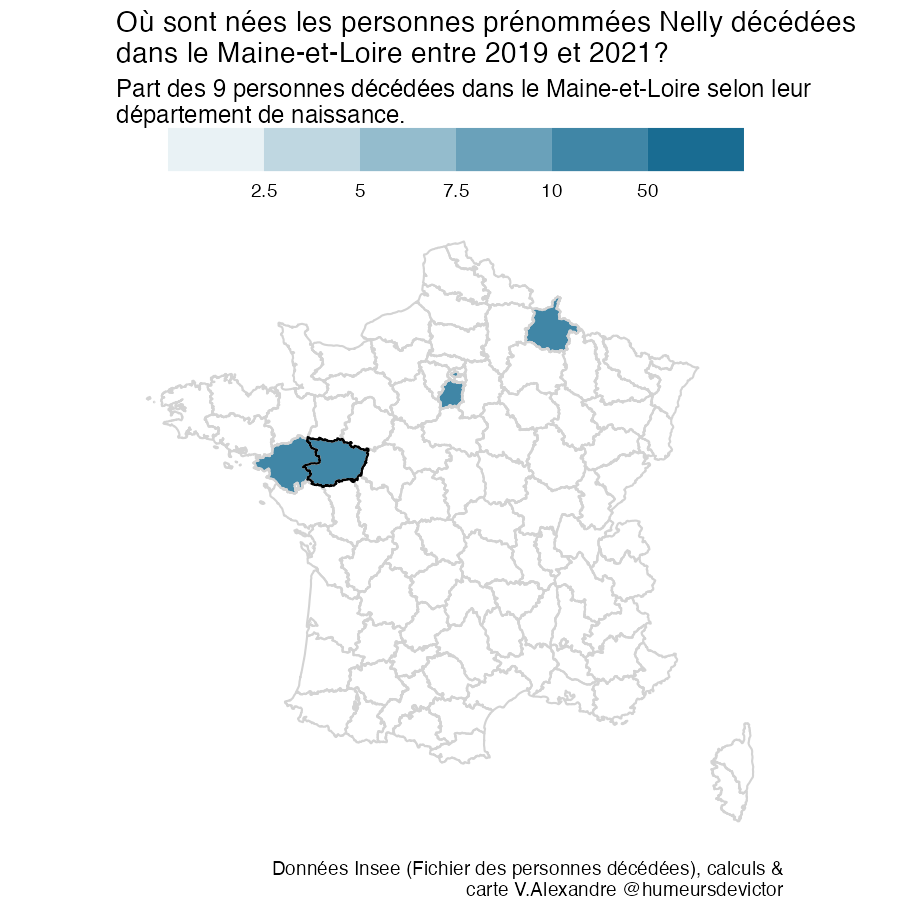 Où sont nées les personnes prénommées Nelly décédées
dans le Maine-et-Loire entre 2019 et 2021?
Part des 9 personnes décédées dans le Maine-et-Loire selon leur
département de naissance.
2.5 5 7.5 10 50
Données Insee (Fichier des personnes décédées), calculs &
carte V.Alexandre @humeursdevictor